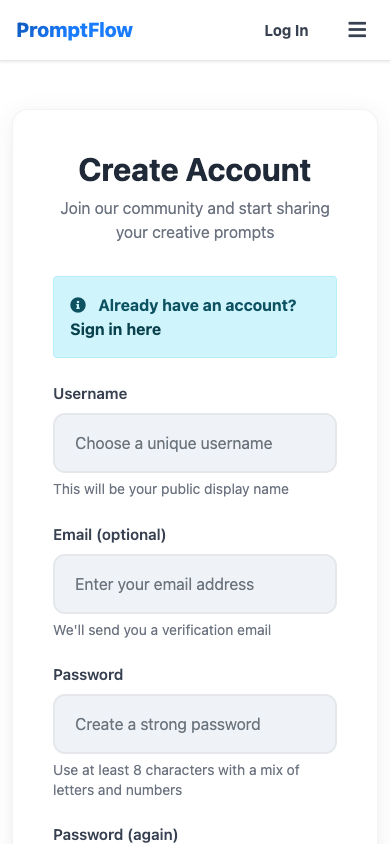 PromptFlow
Log In
Create Account
Join our community and start sharing
your creative prompts
Already have an account?
Sign in here
Username
Choose a unique username
This will be your public display name
Email (optional)
Enter your email address
We'll send you a verification email
Password
Create a strong password
Use at least 8 characters with a mix of
letters and numbers
Password (again)